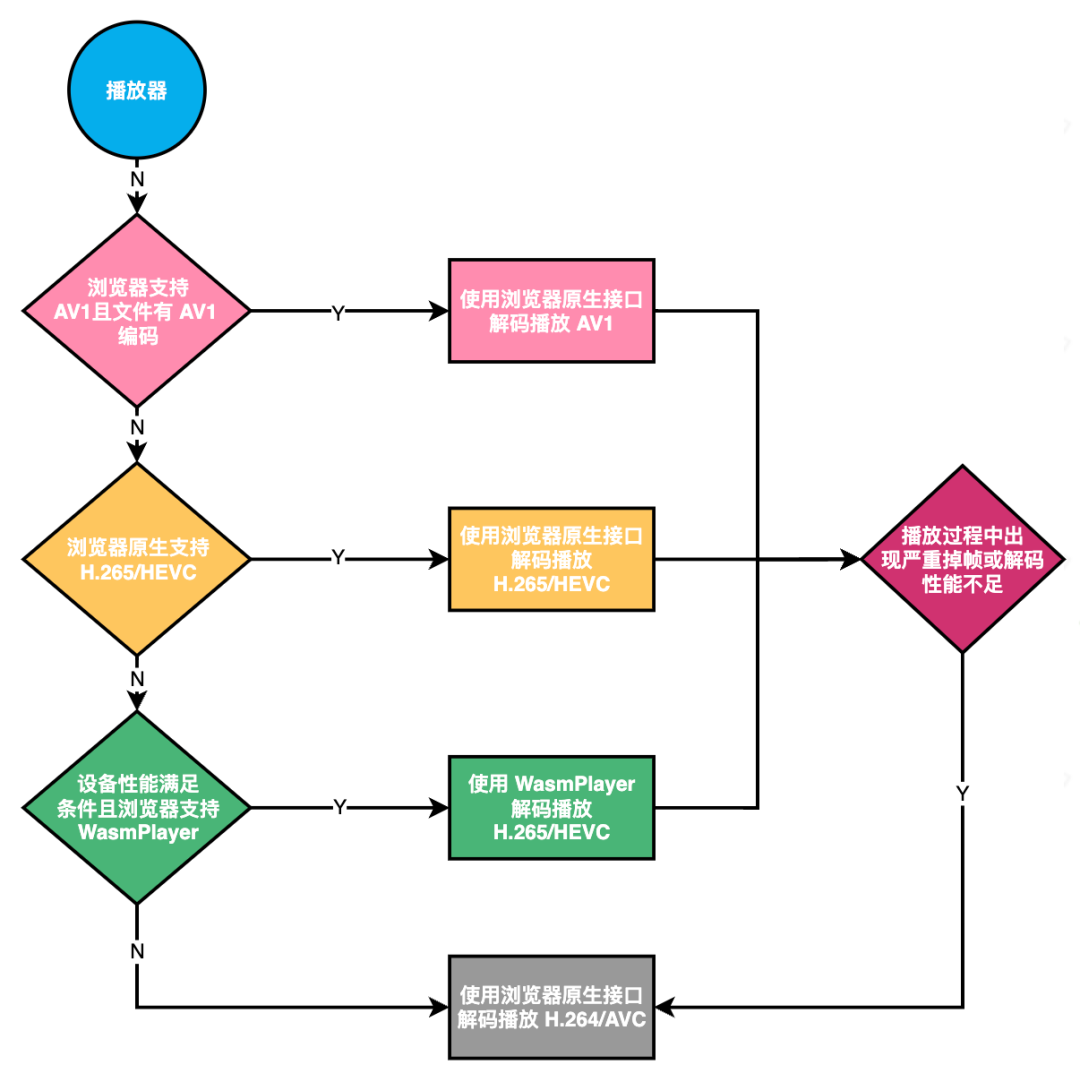 播放器
N
浏览器支持
AV1且文件有 AV1
编码
Y
使用浏览器原生接口
解码播放 AV1
N
浏览器原生支持
H.265/HEVC
Y
使用浏览器原生接口
解码播放
H.265/HEVC
播放过程中出
现严重掉帧或解码
性能不足
N
设备性能满足
条件且浏览器支持
WasmPlayer
Y
使用 WasmPlayer
解码播放
H.265/HEVC
Y
N
使用浏览器原生接口
解码播放 H.264/AVC